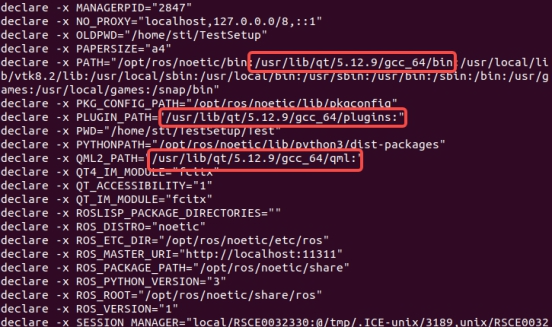 declare -x MANAGERPID="2847"
declare -x NO_PROXY="localhost,127.0.0.0/8,::1"
declare -x OLDPWD="/home/sti/TestSetup"
declare -x PAPERSIZE="a4"
declare -x PATH="/opt/ros/noetic/bin:/usr/lib/qt/5.12.9/gcc_64/bin:/usr/local/li
b/vtk8.2/lib:/usr/local/sbin:/usr/local/bin:/usr/sbin:/usr/bin:/sbin:/bin:/usr/g
ames:/usr/local/games:/snap/bin"
declare -x PKG_CONFIG_PATH="/opt/ros/noetic/lib/pkgconfig"
declare -x PLUGIN_PATH="/usr/lib/qt/5.12.9/gcc_64/plugins:"
declare -x PWD="/home/sti/TestSetup/Test"
declare -x PYTHONPATH="/opt/ros/noetic/lib/python3/dist-packages"
declare -x QML2_PATH="/usr/lib/qt/5.12.9/gcc_64/qml:"
declare -x QT4_IM_MODULE="fcitx"
declare -x QT_ACCESSIBILITY="1"
declare -x QT_IM_MODULE="fcitx"
declare -x ROSLISP_PACKAGE_DIRECTORIES=""
declare -x ROS_DISTRO="noetic"
declare -x ROS_ETC_DIR="/opt/ros/noetic/etc/ros"
declare -x ROS_MASTER_URI="http://localhost:11311"
declare -x ROS_PACKAGE_PATH="/opt/ros/noetic/share"
declare -x ROS_PYTHON_VERSION="3"
declare -x ROS_ROOT="/opt/ros/noetic/share/ros"
declare -x ROS_VERSION="1"
declare -x SESSION_MANAGER="local/RSCE0032330:@/tmp/.ICE-unix/3189,unix/RSCE0032